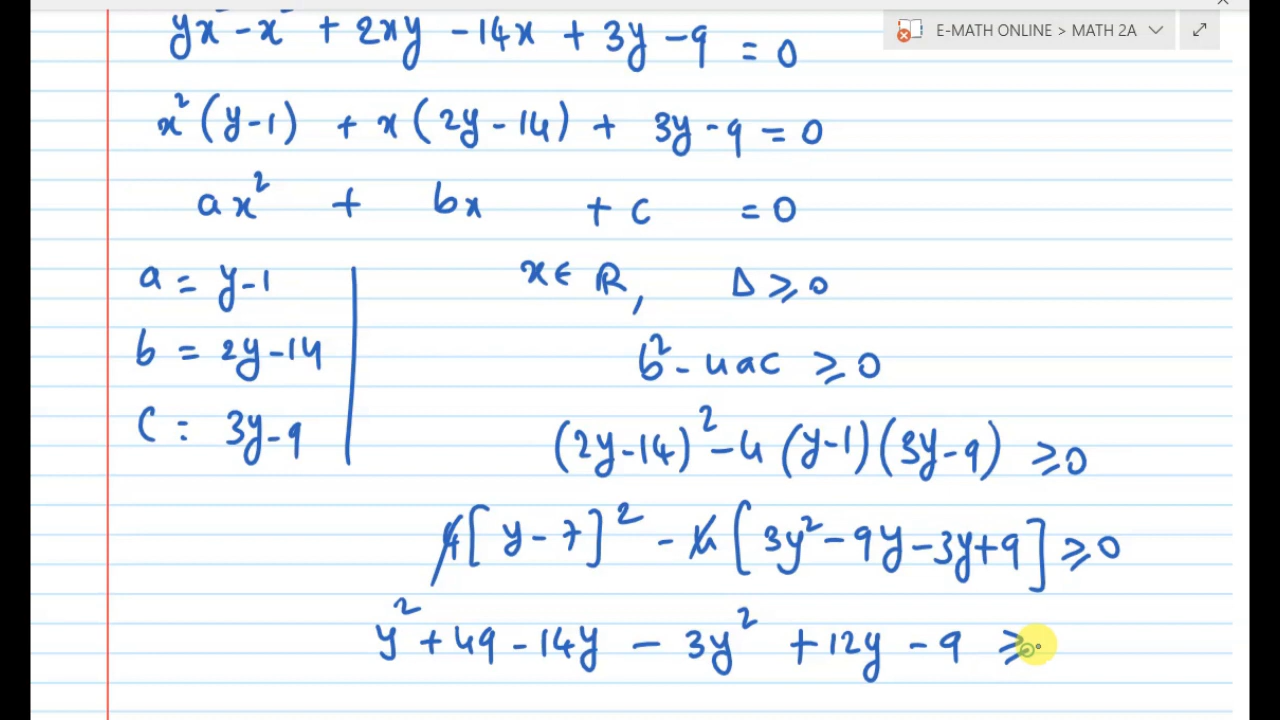 yx² - x² + 2xy - 14x + 3y - 9 = 0
E-MATH ONLINE > MATH 2A
x²(y-1) + x(2y-14) + 3y-9 = 0
ax² + bx + c = 0
a = y-1
x ∈ ℝ, Δ ⩾ 0
b = 2y-14
b² - 4ac ⩾ 0
c = 3y-9
(2y-14)² - 4(y-1)(3y-9) ⩾ 0
4[y-7]² - 4[3y² - 9y - 3y + 9] ⩾ 0
y² + 49 - 14y - 3y² + 12y - 9 ⩾